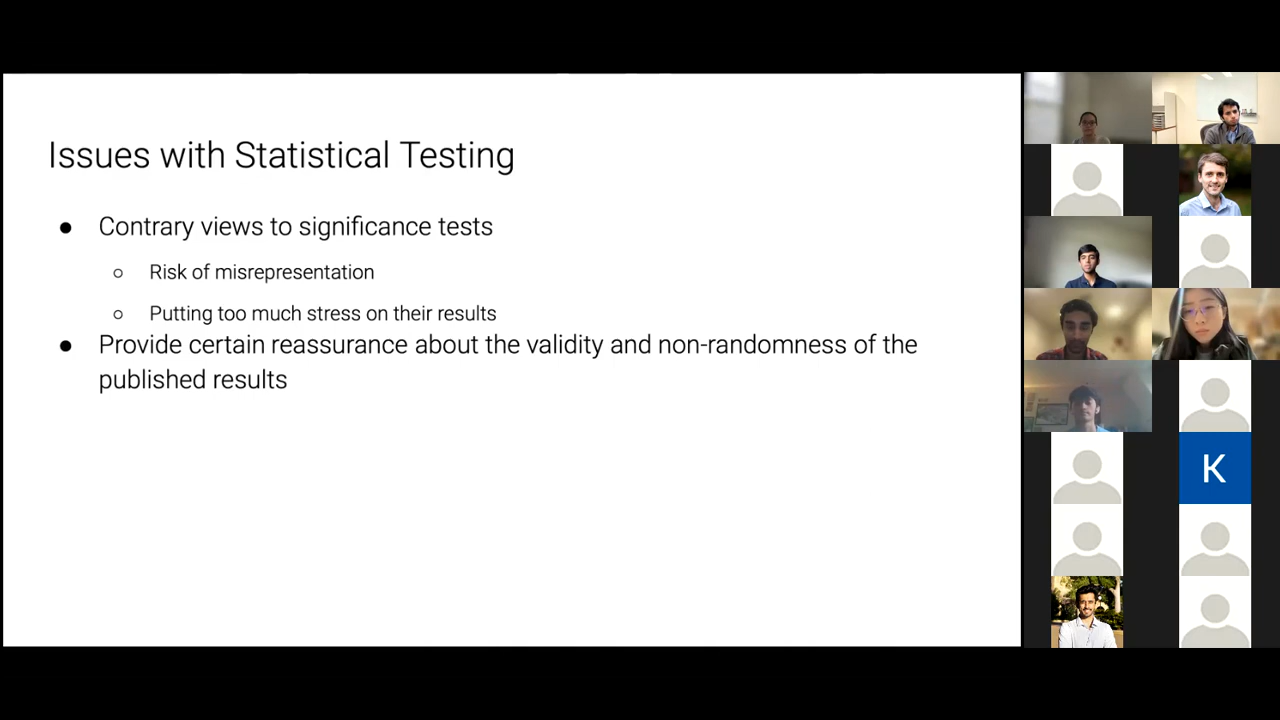 Issues with Statistical Testing
● Contrary views to significance tests
○ Risk of misrepresentation
○ Putting too much stress on their results
● Provide certain reassurance about the validity and non-randomness of the
published results
K